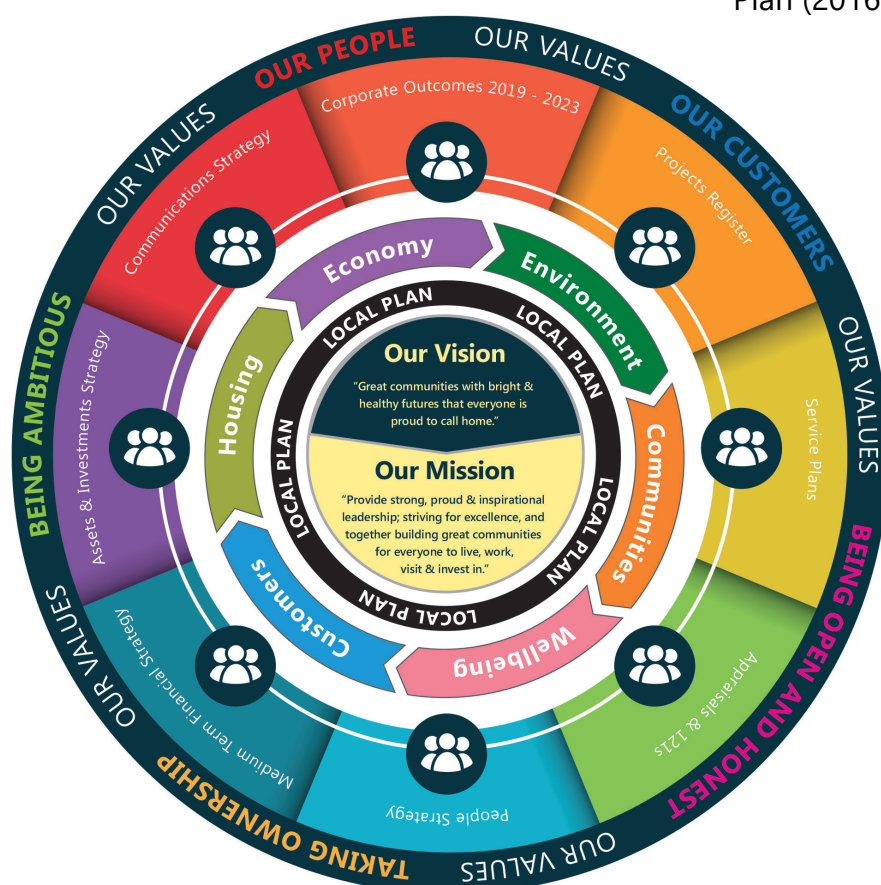 Plan (2016
OUR VALUES
OUR PEOPLE
OUR VALUES
OUR CUSTOMERS
OUR VALUES
BEING OPEN AND HONEST
OUR VALUES
TAKING OWNERSHIP
OUR VALUES
BEING AMBITIOUS
Corporate Outcomes 2019 - 2023
Projects Register
Service Plans
Appraisals & 121s
People Strategy
Medium Term Financial Strategy
Assets & Investments Strategy
Communications Strategy
Economy
Environment
Communities
Wellbeing
Customers
Housing
LOCAL PLAN
LOCAL PLAN
LOCAL PLAN
LOCAL PLAN
LOCAL PLAN
LOCAL PLAN
Our Vision
“Great communities with bright &
healthy futures that everyone is
proud to call home.”
Our Mission
“Provide strong, proud & inspirational
leadership; striving for excellence, and
together building great communities
for everyone to live, work,
visit & invest in.”